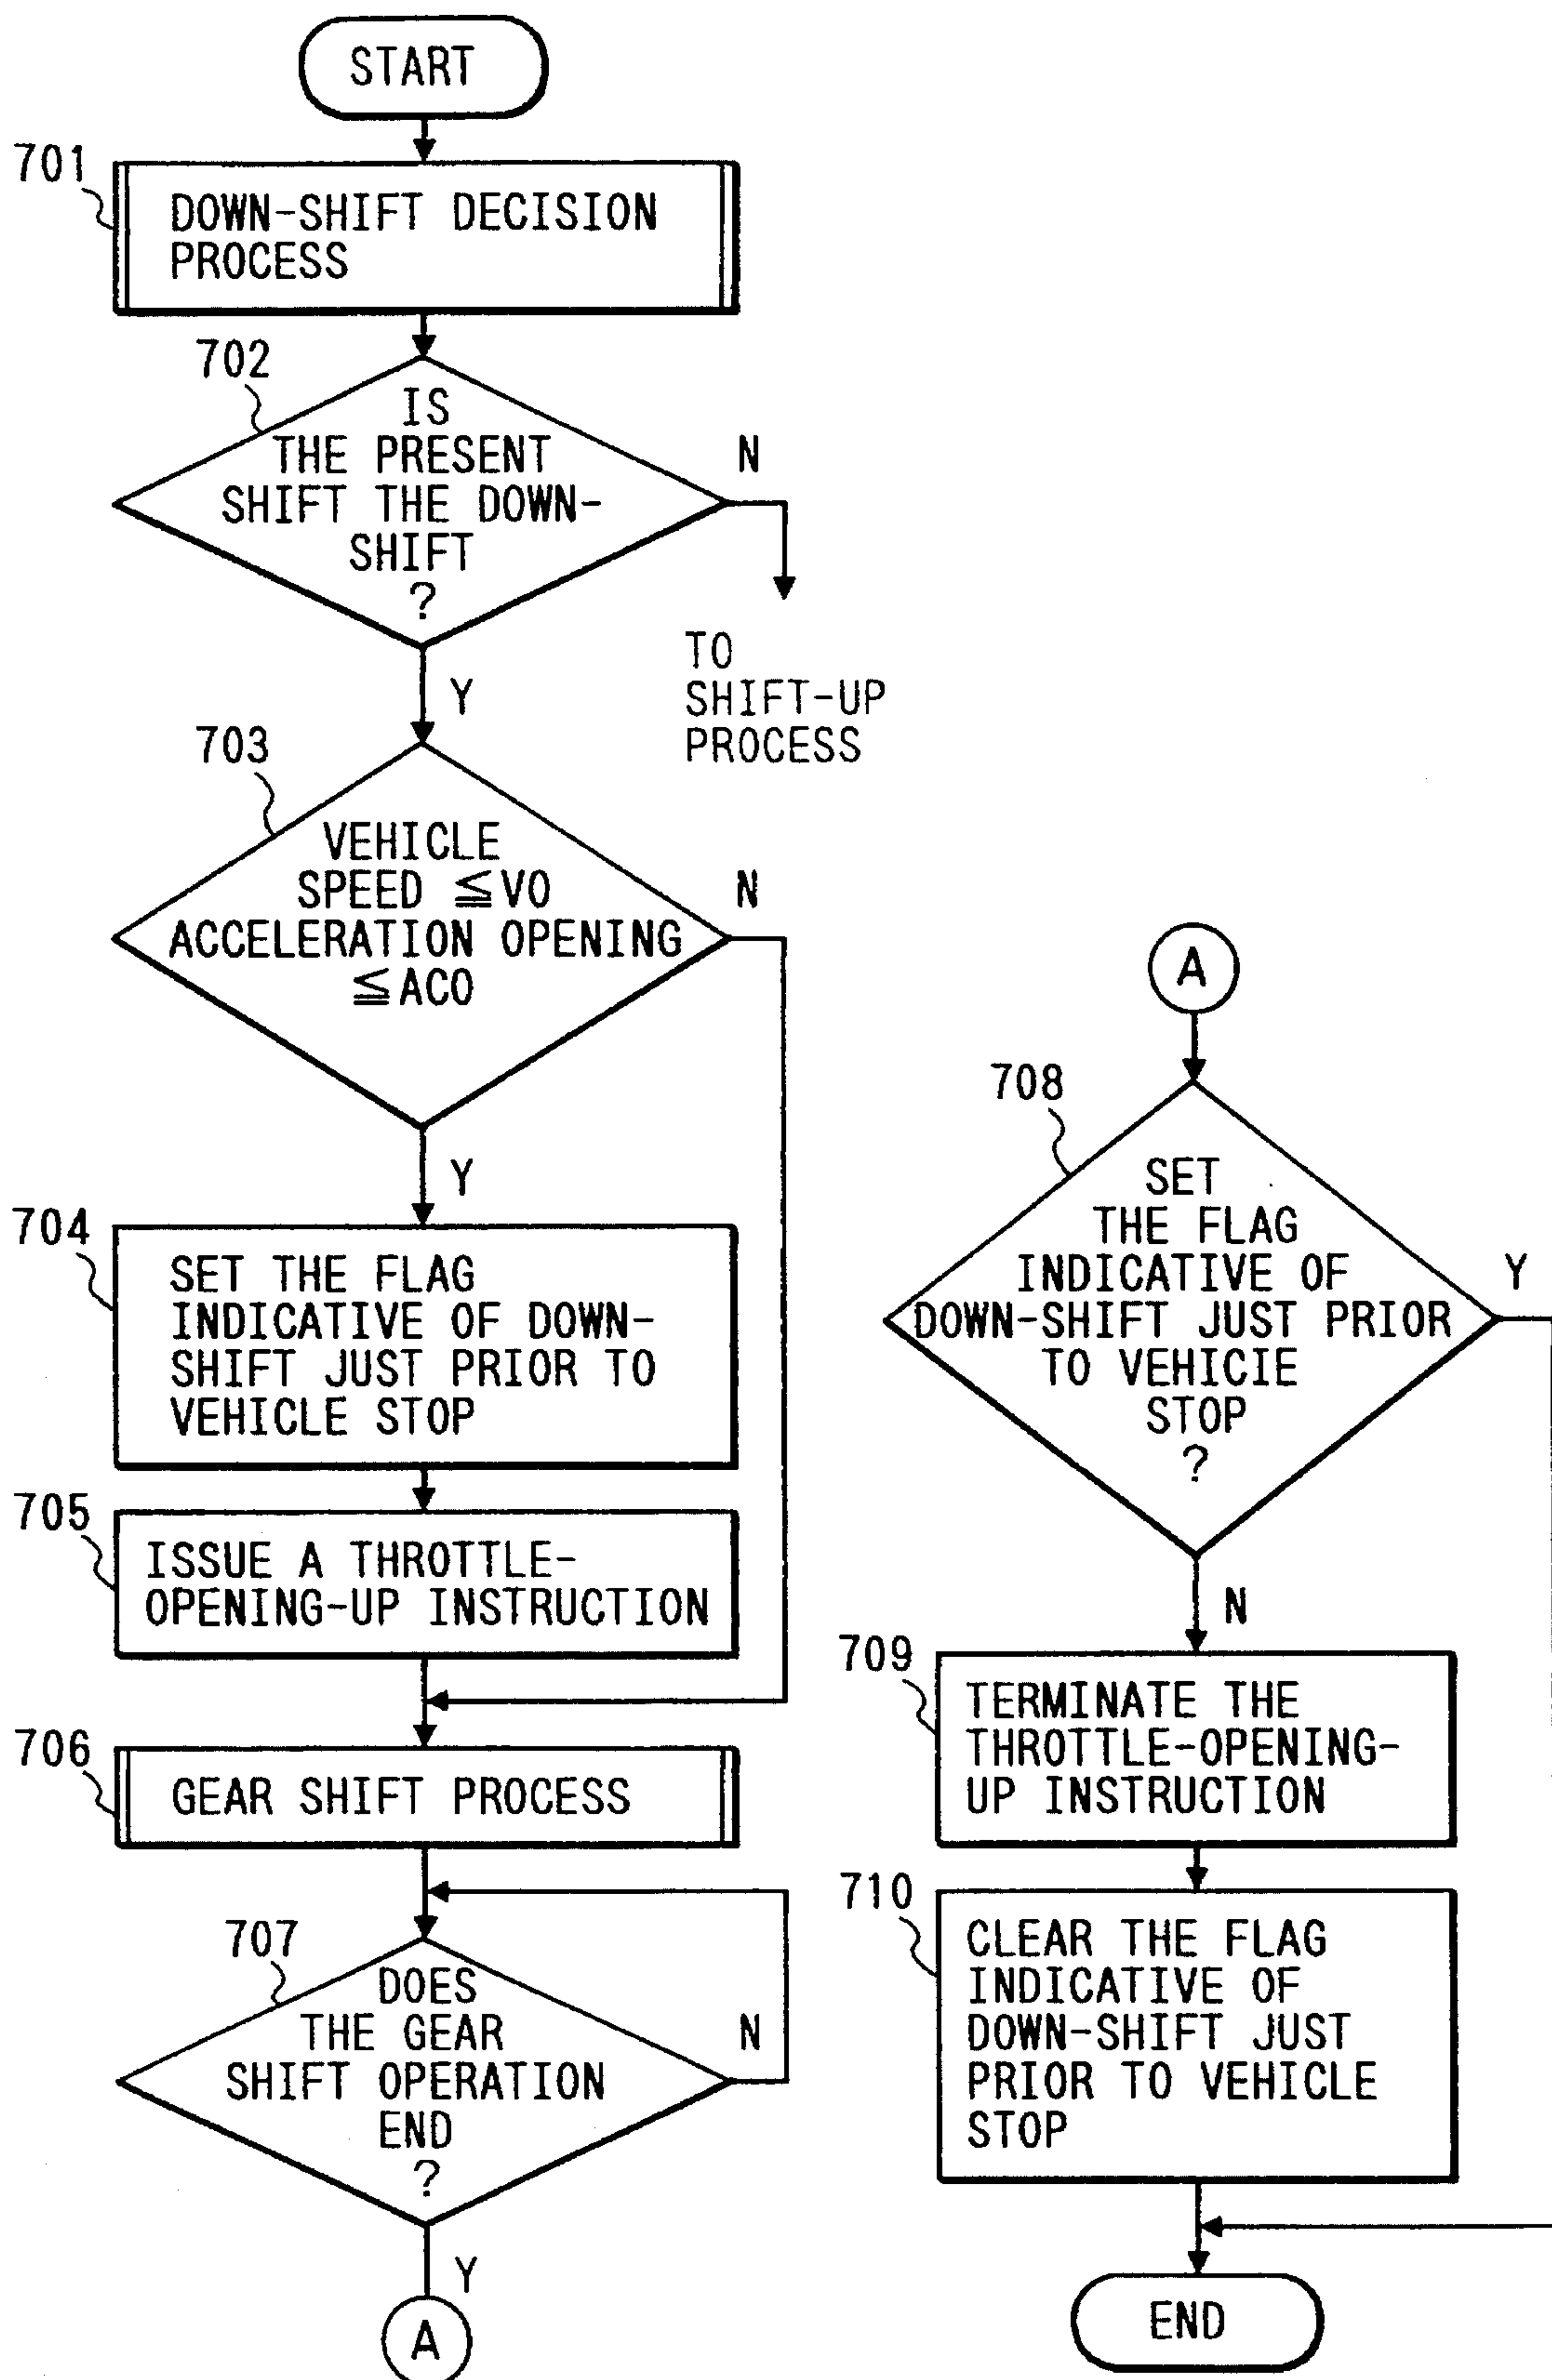 START
701
DOWN-SHIFT DECISION
PROCESS
702
IS
THE PRESENT
SHIFT THE DOWN-
SHIFT
?
N
TO
SHIFT-UP
PROCESS
Y
703
VEHICLE
SPEED ≦VO
ACCELERATION OPENING
≦ACO
N
Y
704
SET THE FLAG
INDICATIVE OF DOWN-
SHIFT JUST PRIOR TO
VEHICLE STOP
705
ISSUE A THROTTLE-
OPENING-UP INSTRUCTION
706
GEAR SHIFT PROCESS
707
DOES
THE GEAR
SHIFT OPERATION
END
?
N
Y
A
A
708
SET
THE FLAG
INDICATIVE OF
DOWN-SHIFT JUST PRIOR
TO VEHICIE
STOP
?
Y
N
709
TERMINATE THE
THROTTLE-OPENING-
UP INSTRUCTION
710
CLEAR THE FLAG
INDICATIVE OF
DOWN-SHIFT JUST
PRIOR TO VEHICLE
STOP
END